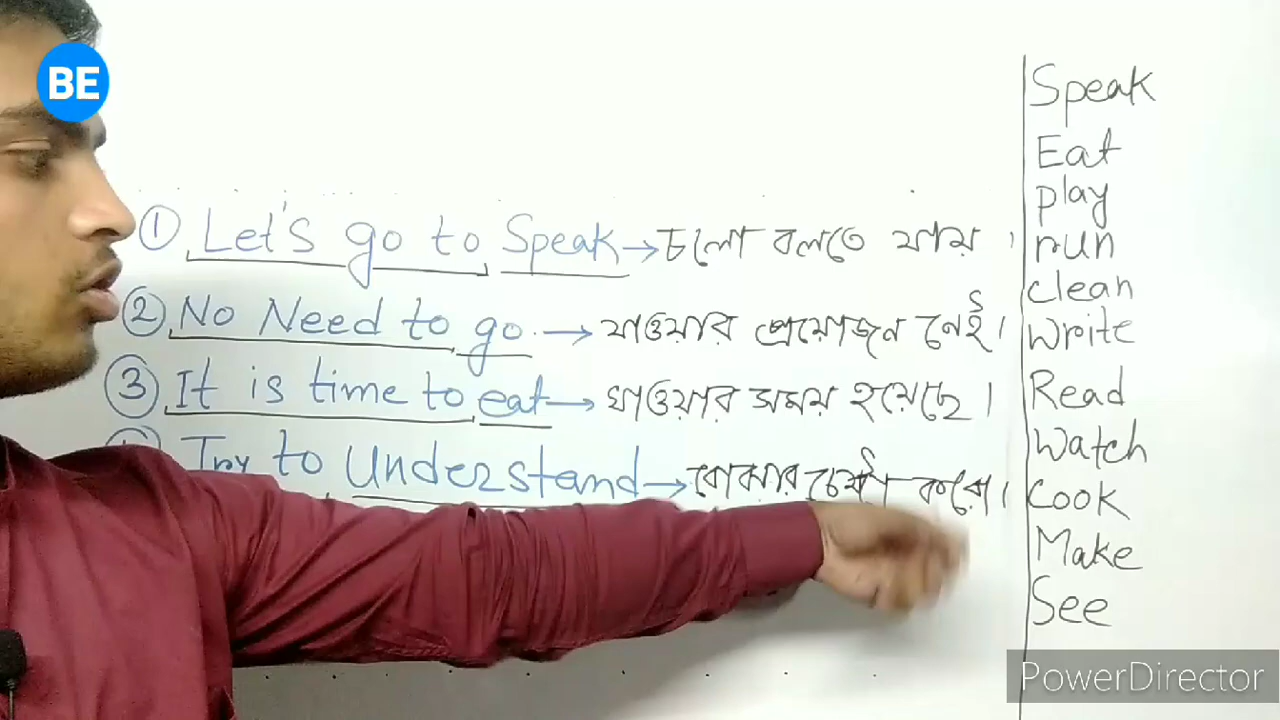 BE
① Let's go to Speak → চলো বলতে যায় ।
② No Need to go. → যাওয়ার প্রয়োজন নেই ।
③ It is time to eat → খাওয়ার সময় হয়েছে ।
Try to Understand → বোঝার চেষ্টা করো ।
Speak
Eat
play
run
clean
Write
Read
Watch
Cook
Make
See
PowerDirector